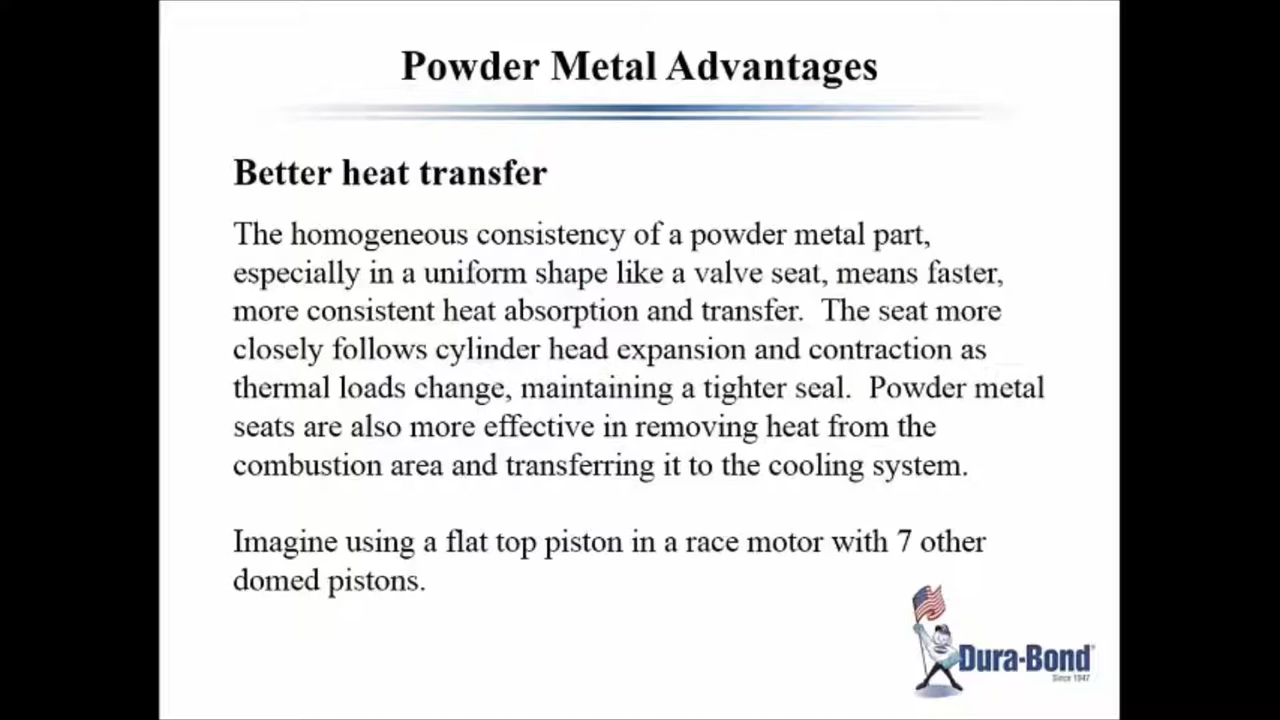 Powder Metal Advantages
Better heat transfer
The homogeneous consistency of a powder metal part,
especially in a uniform shape like a valve seat, means faster,
more consistent heat absorption and transfer.  The seat more
closely follows cylinder head expansion and contraction as
thermal loads change, maintaining a tighter seal.  Powder metal
seats are also more effective in removing heat from the
combustion area and transferring it to the cooling system.
Imagine using a flat top piston in a race motor with 7 other
domed pistons.
Dura-Bond
Since 1947